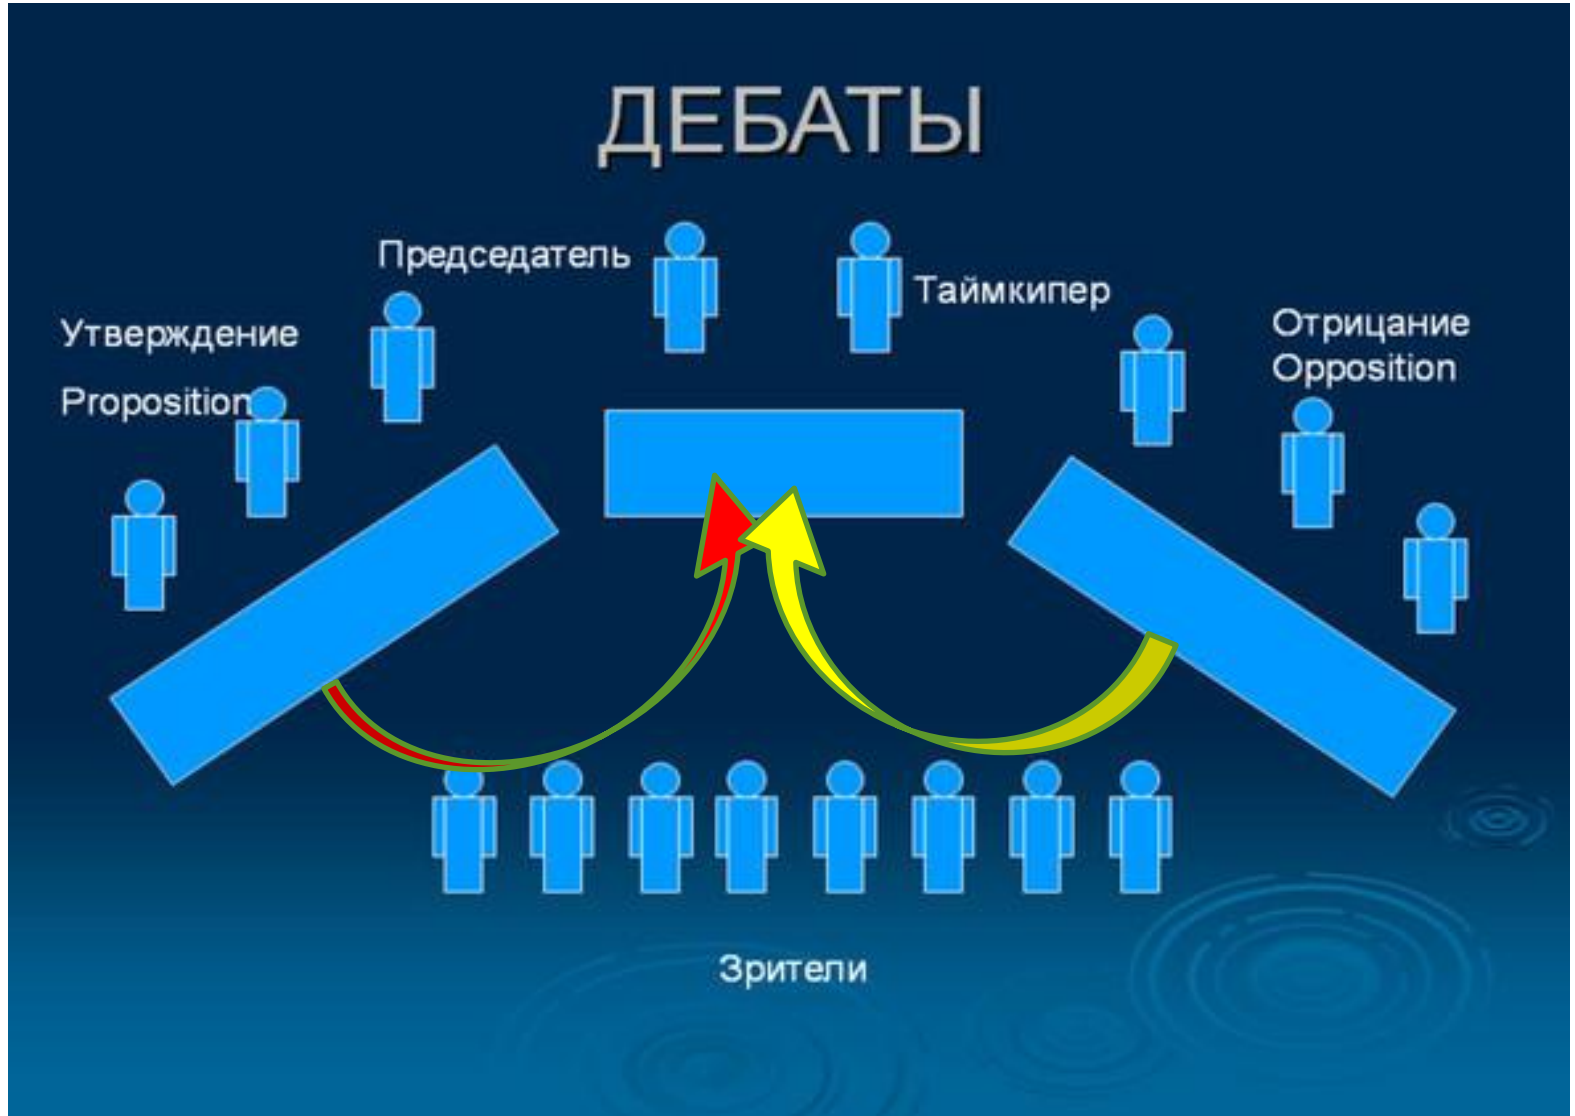 ДЕБАТЫ
Председатель
Таймкипер
Утверждение
Proposition
Отрицание
Opposition
Зрители